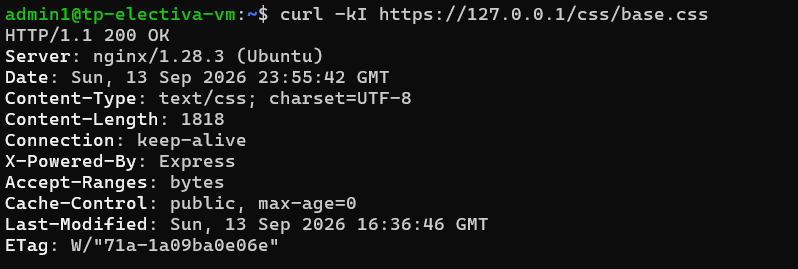 admin1@tp-electiva-vm:~$ curl -kI https://127.0.0.1/css/base.css
HTTP/1.1 200 OK
Server: nginx/1.28.3 (Ubuntu)
Date: Sun, 13 Sep 2026 23:55:42 GMT
Content-Type: text/css; charset=UTF-8
Content-Length: 1818
Connection: keep-alive
X-Powered-By: Express
Accept-Ranges: bytes
Cache-Control: public, max-age=0
Last-Modified: Sun, 13 Sep 2026 16:36:46 GMT
ETag: W/"71a-1a09ba0e06e"